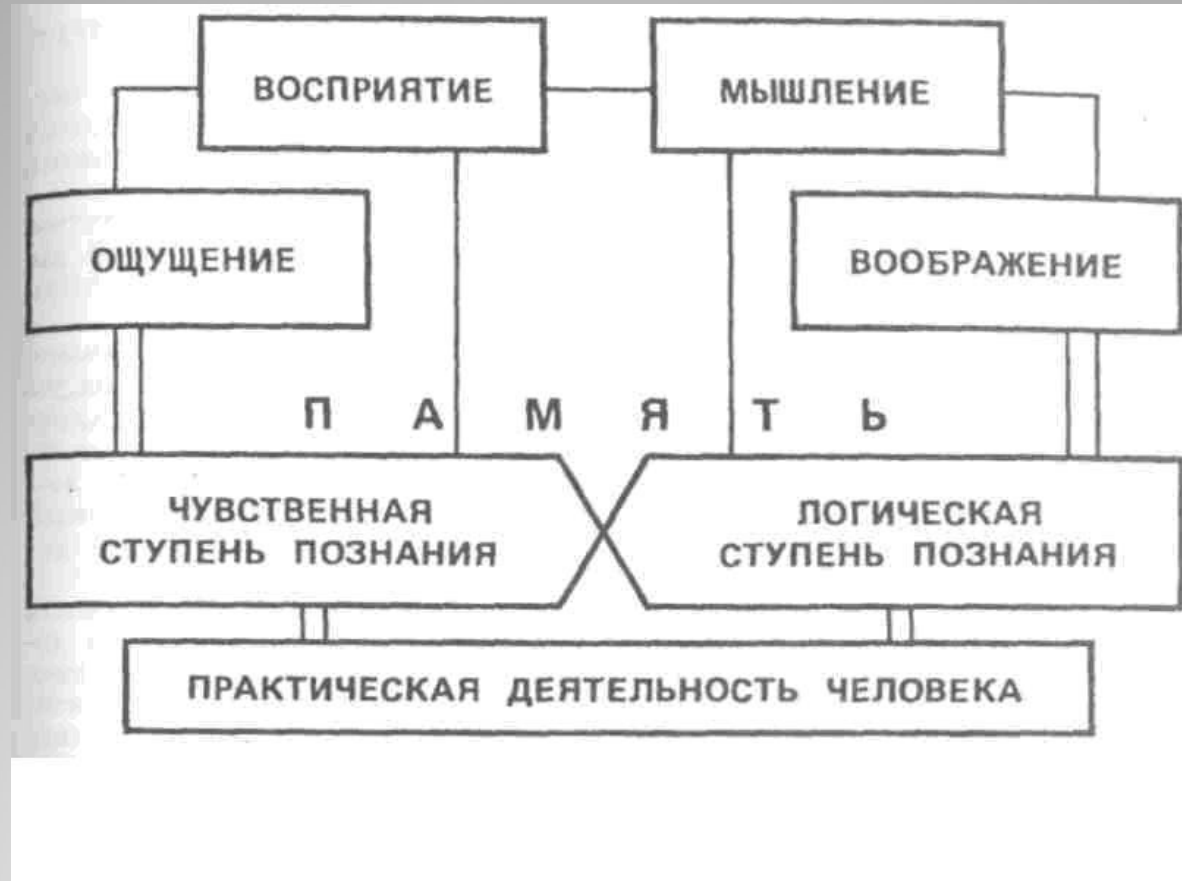 ВОСПРИЯТИЕ
МЫШЛЕНИЕ
ОЩУЩЕНИЕ
ВООБРАЖЕНИЕ
П А М Я Т Ь
ЧУВСТВЕННАЯ
СТУПЕНЬ ПОЗНАНИЯ
ЛОГИЧЕСКАЯ
СТУПЕНЬ ПОЗНАНИЯ
ПРАКТИЧЕСКАЯ ДЕЯТЕЛЬНОСТЬ ЧЕЛОВЕКА